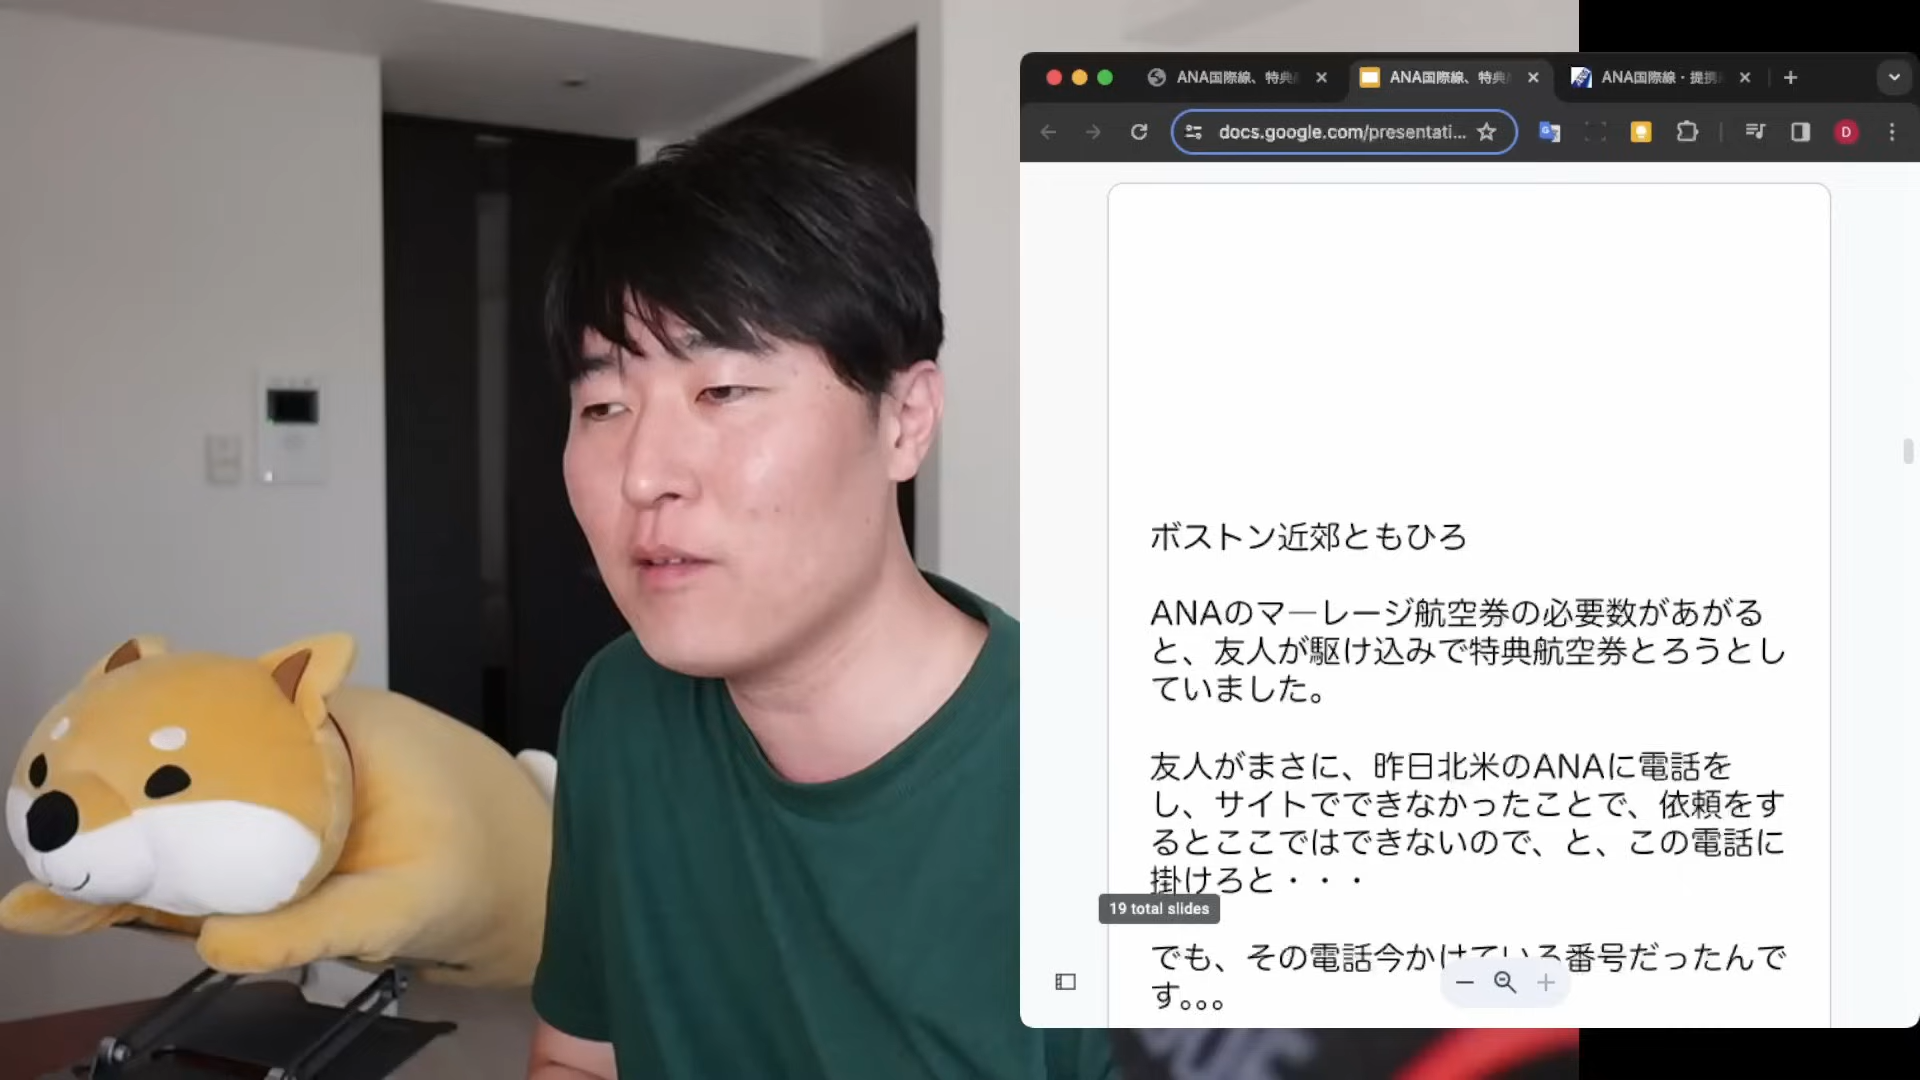 ANA国際線、特典
ANA国際線、特典
ANA国際線・提携
docs.google.com/presentati...
D
ボストン近郊ともひろ
ANAのマーレージ航空券の必要数があがる
と、友人が駆け込みで特典航空券とろうとし
ていました。
友人がまさに、昨日北米のANAに電話を
し、サイトでできなかったことで、依頼をす
るとここではできないので、と、この電話に
掛けろと・・・
19 total slides
でも、その電話今かけている番号だったんで
す。。。